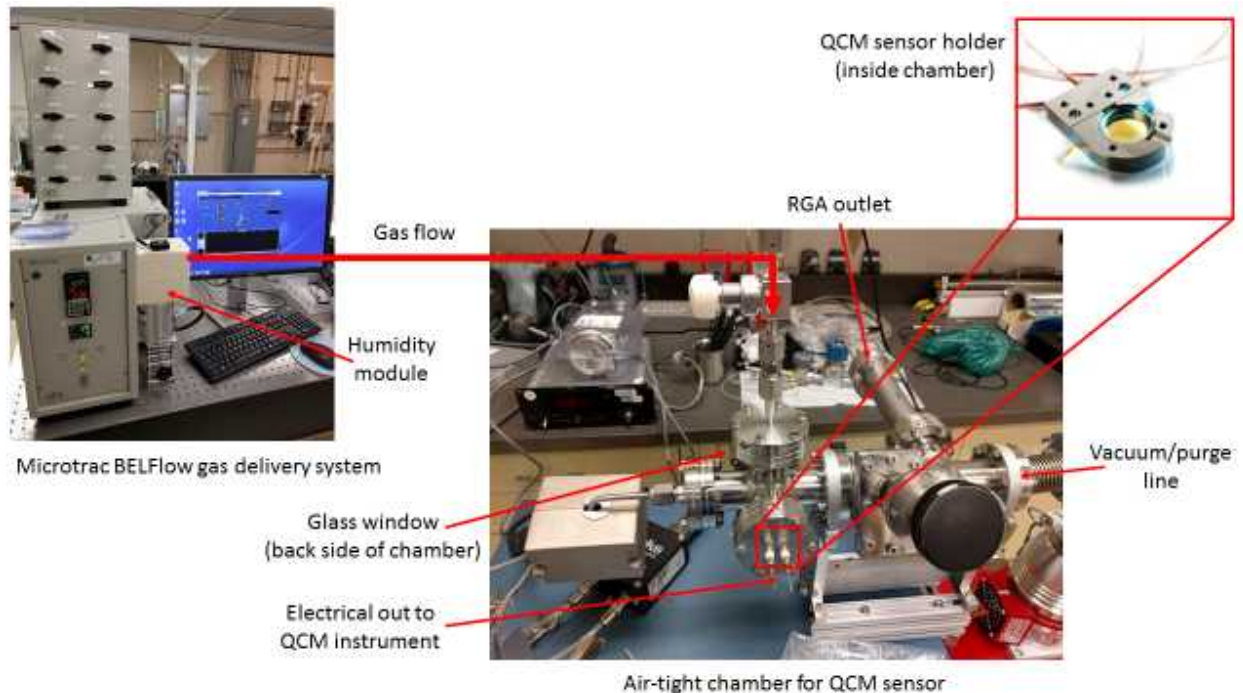 QCM sensor holder
(inside chamber)
RGA outlet
Gas flow
Humidity
module
Microtrac BELFlow gas delivery system
Vacuum/purge
line
Glass window
(back side of chamber)
Electrical out to
QCM instrument
Air-tight chamber for QCM sensor